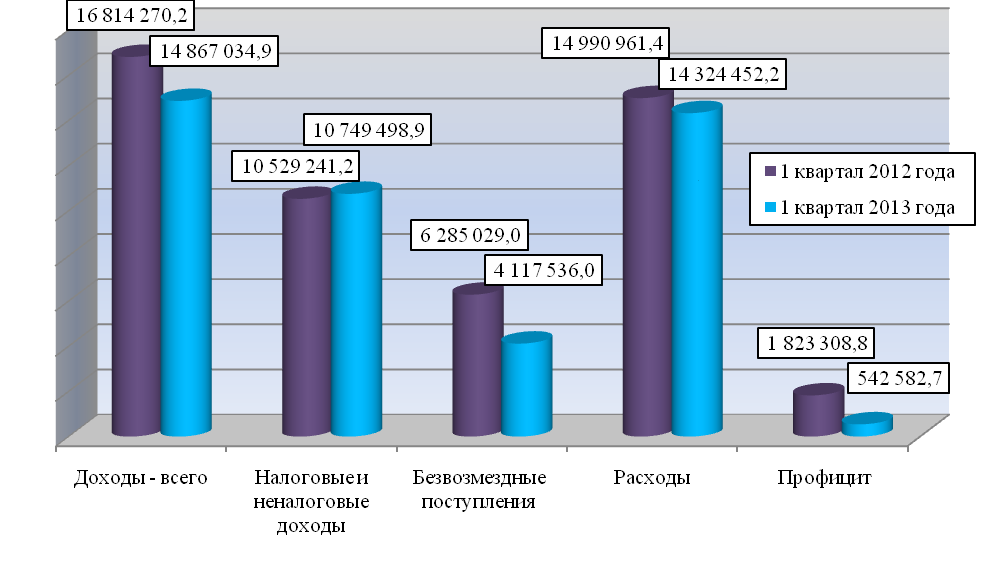 16 814 270,2
14 867 034,9
10 529 241,2
10 749 498,9
6 285 029,0
4 117 536,0
14 990 961,4
14 324 452,2
1 823 308,8
542 582,7
1 квартал 2012 года
1 квартал 2013 года
Доходы - всего
Налоговые и
неналоговые
доходы
Безвозмездные
поступления
Расходы
Профицит